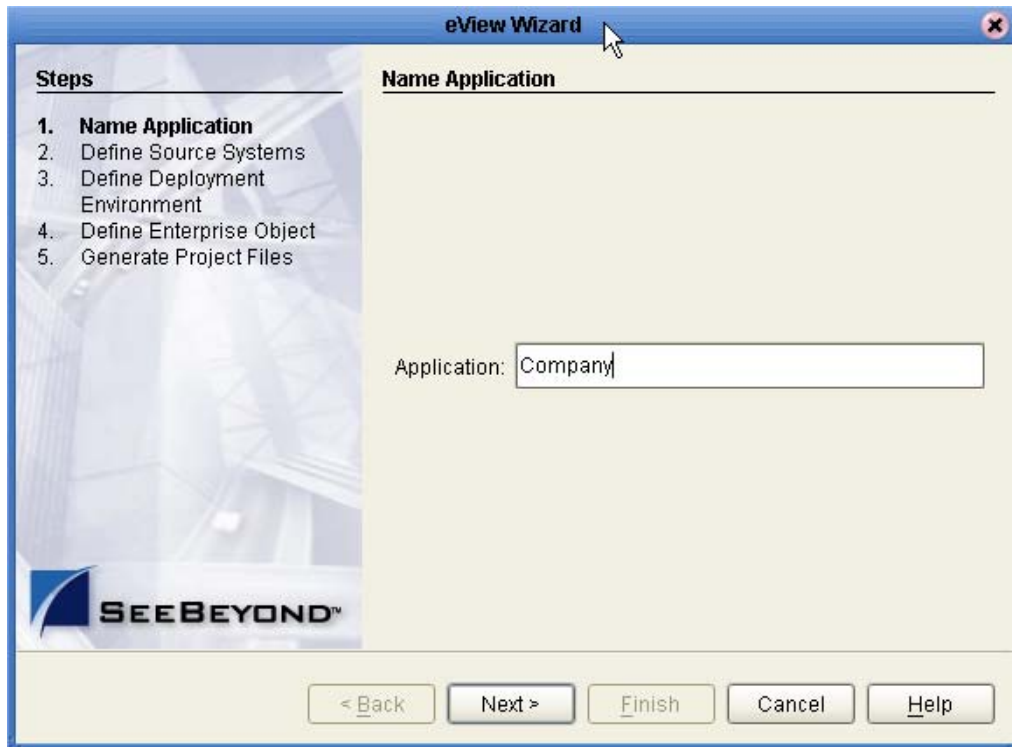 eView Wizard
Steps
1. Name Application
2. Define Source Systems
3. Define Deployment
Environment
4. Define Enterprise Object
5. Generate Project Files
Name Application
Application: Company
SEEBEYOND™
< Back
Next >
Finish
Cancel
Help